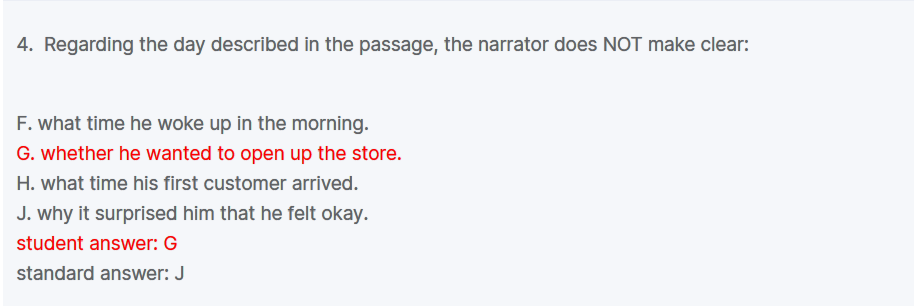 4. Regarding the day described in the passage, the narrator does NOT make clear:
F. what time he woke up in the morning.
G. whether he wanted to open up the store.
H. what time his first customer arrived.
J. why it surprised him that he felt okay.
student answer: G
standard answer: J